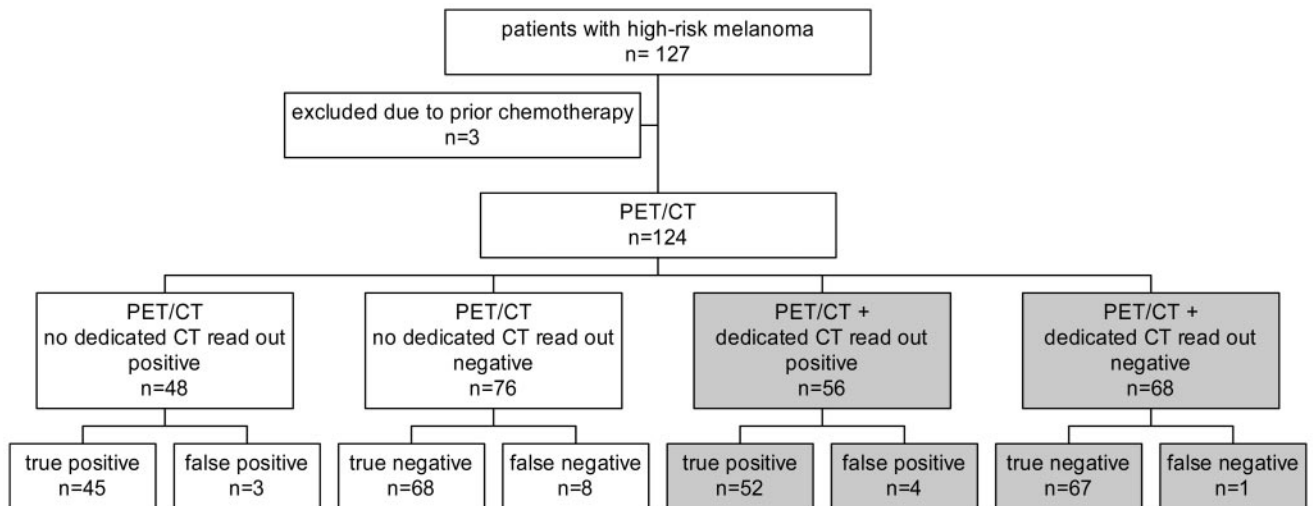 patients with high-risk melanoma
n= 127
excluded due to prior chemotherapy
n=3
PET/CT
n=124
PET/CT
no dedicated CT read out
positive
n=48
PET/CT
no dedicated CT read out
negative
n=76
PET/CT +
dedicated CT read out
positive
n=56
PET/CT +
dedicated CT read out
negative
n=68
true positive
n=45
false positive
n=3
true negative
n=68
false negative
n=8
true positive
n=52
false positive
n=4
true negative
n=67
false negative
n=1